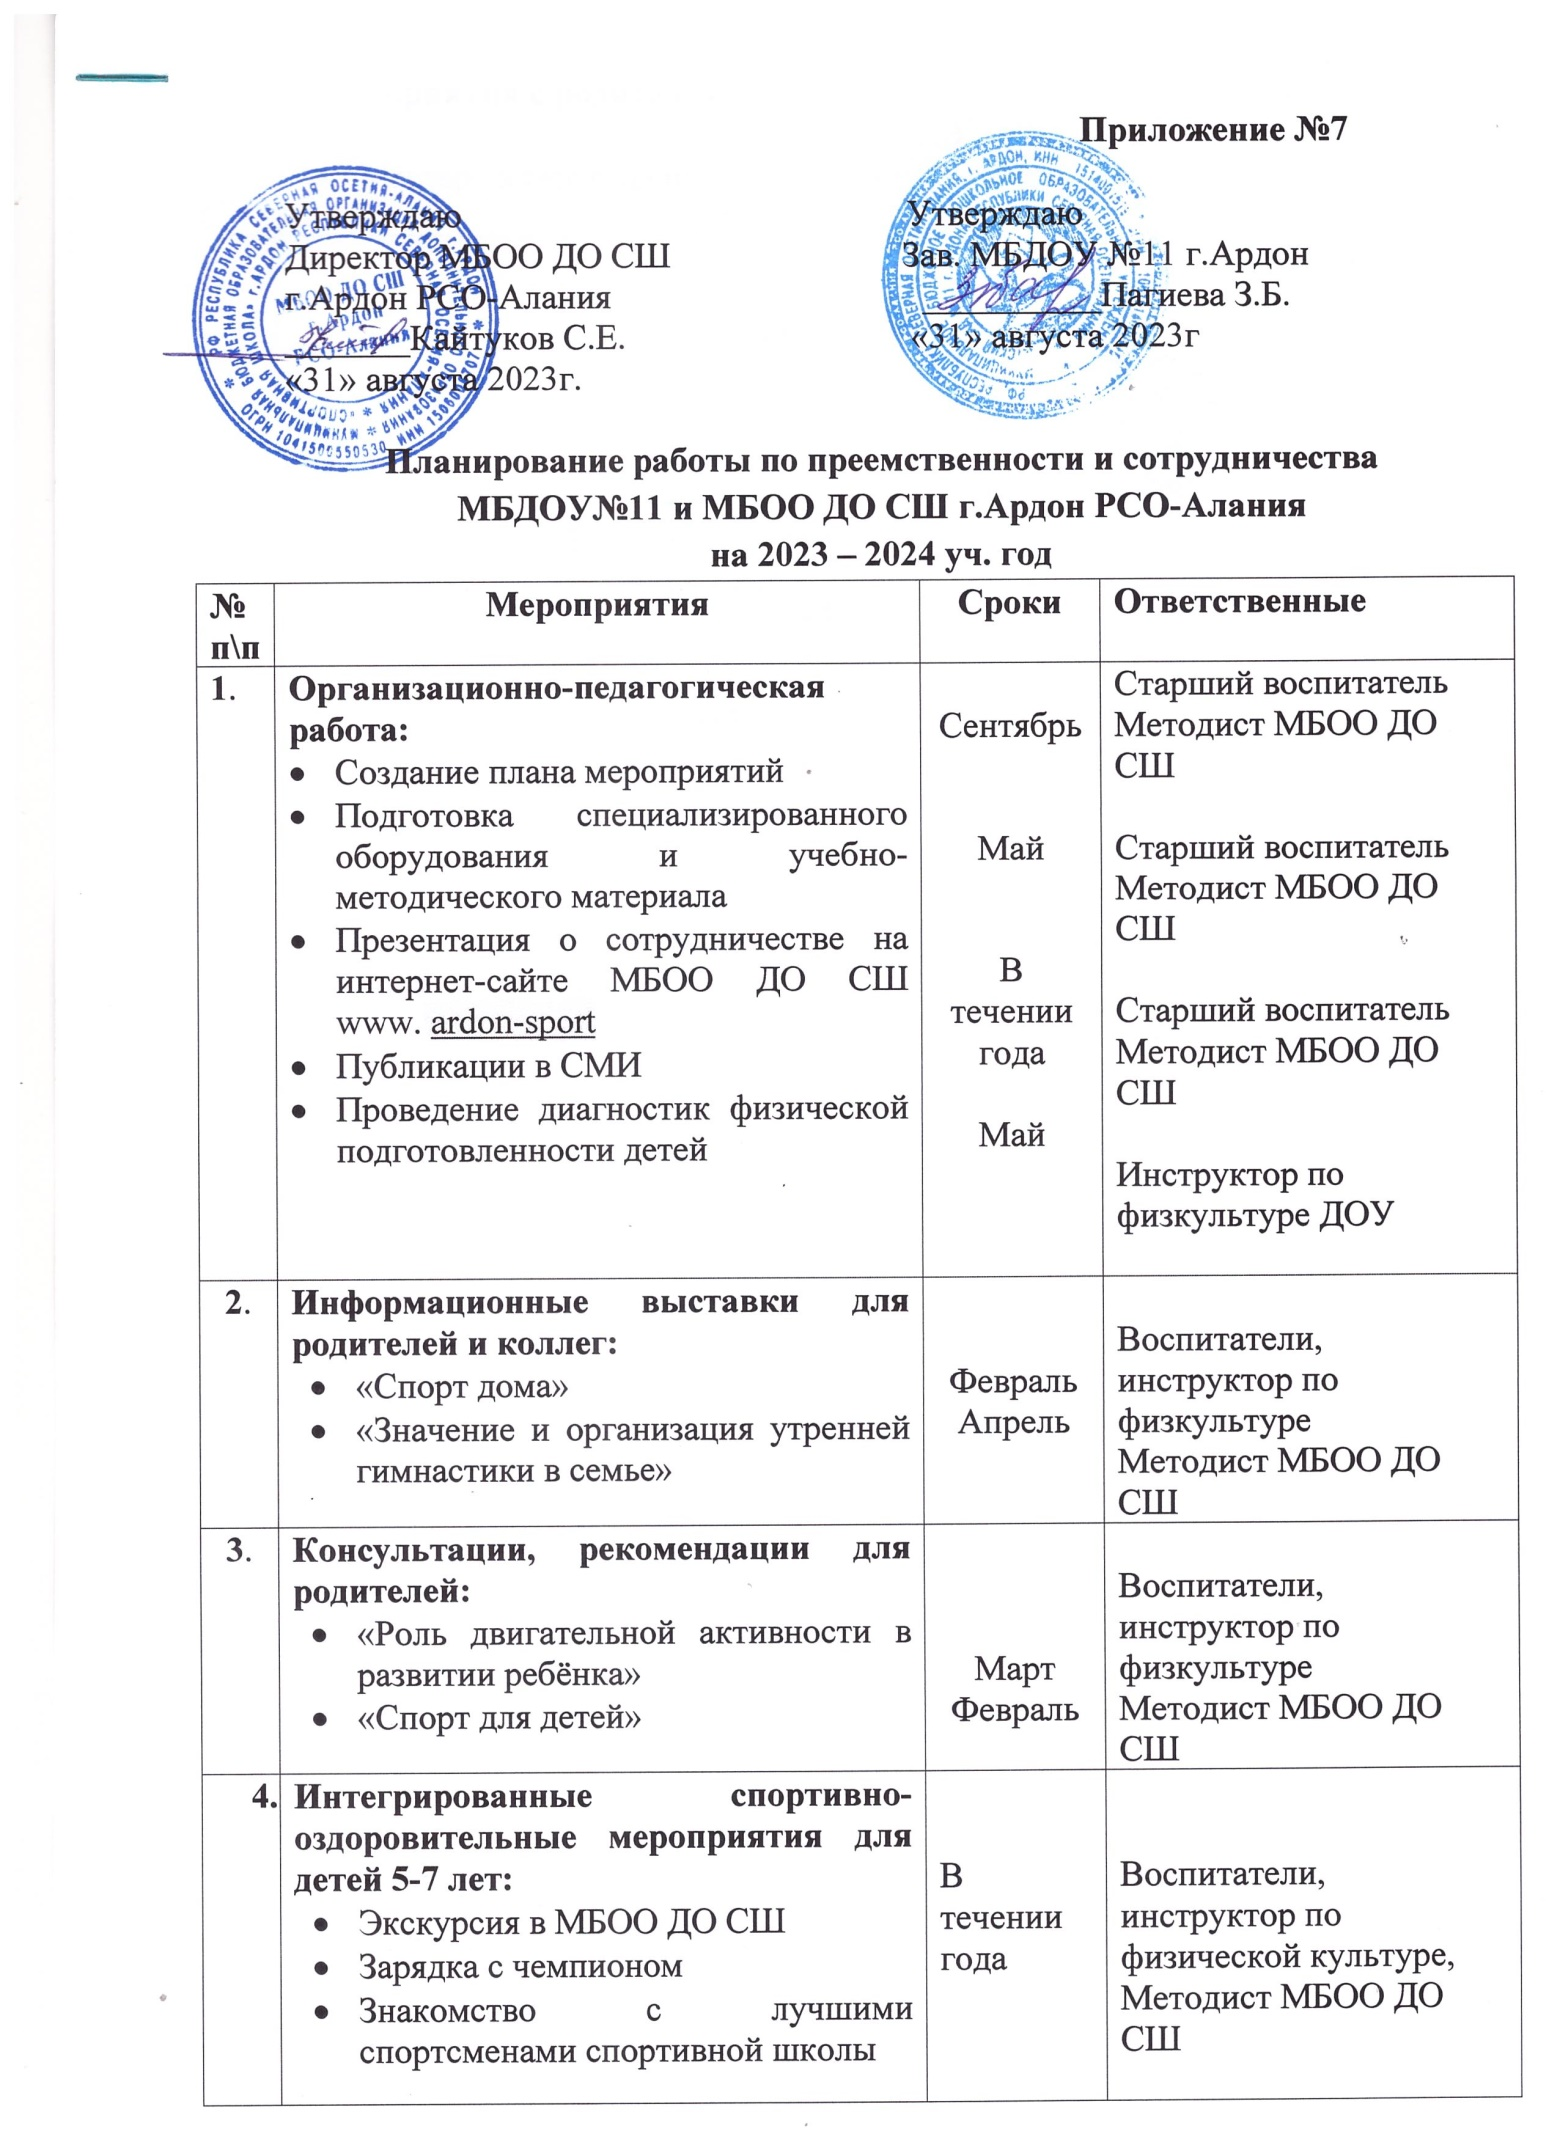 Приложение №7
Утверждаю
Директор МБОО ДО СШ
г.Ардон РСО-Алания
Кайтуков С.Е.
«31» августа 2023г.
Утверждаю
Зав. МБДОУ №11 г.Ардон
Пагиева З.Б.
«31» августа 2023г
МБОО ДО СШ
г.Ардон
РСО-Алания
Планирование работы по преемственности и сотрудничества
МБДОУ№11 и МБОО ДО СШ г.Ардон РСО-Алания
на 2023 – 2024 уч. год
№
п\п
Мероприятия
Сроки
Ответственные
1.
Организационно-педагогическая
работа:
• Создание плана мероприятий
• Подготовка специализированного
оборудования и учебно-
методического материала
• Презентация о сотрудничестве на
интернет-сайте МБОО ДО СШ
www. ardon-sport
• Публикации в СМИ
• Проведение диагностик физической
подготовленности детей
Сентябрь
Май
В
течении
года
Май
Старший воспитатель
Методист МБОО ДО
СШ
Старший воспитатель
Методист МБОО ДО
СШ
Старший воспитатель
Методист МБОО ДО
СШ
Инструктор по
физкультуре ДОУ
2.
Информационные выставки для
родителей и коллег:
• «Спорт дома»
• «Значение и организация утренней
гимнастики в семье»
Февраль
Апрель
Воспитатели,
инструктор по
физкультуре
Методист МБОО ДО
СШ
3.
Консультации, рекомендации для
родителей:
• «Роль двигательной активности в
развитии ребёнка»
• «Спорт для детей»
Март
Февраль
Воспитатели,
инструктор по
физкультуре
Методист МБОО ДО
СШ
4.
Интегрированные спортивно-
оздоровительные мероприятия для
детей 5-7 лет:
• Экскурсия в МБОО ДО СШ
• Зарядка с чемпионом
• Знакомство с лучшими
спортсменами спортивной школы
В
течении
года
Воспитатели,
инструктор по
физической культуре,
Методист МБОО ДО
СШ